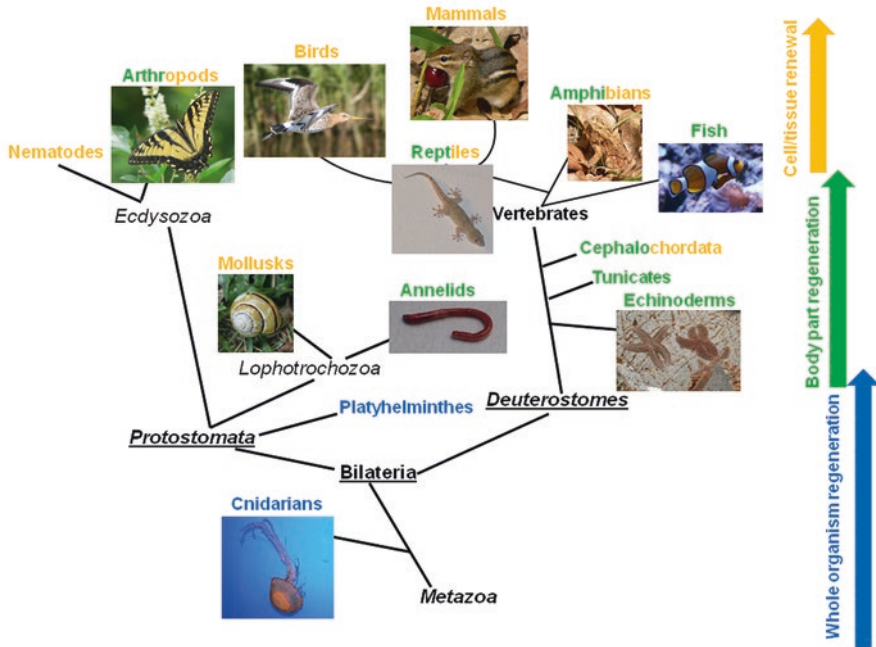 Mammals
Birds
Arthropods
Amphibians
Fish
Nematodes
Reptiles
Ecdysozoa
Vertebrates
Cephalochordata
Mollusks
Tunicates
Annelids
Echinoderms
Lophotrochozoa
Platyhelminthes
Deuterostomes
Protostomata
Bilateria
Cnidarians
Metazoa
Cell/tissue renewal
Body part regeneration
Whole organism regeneration